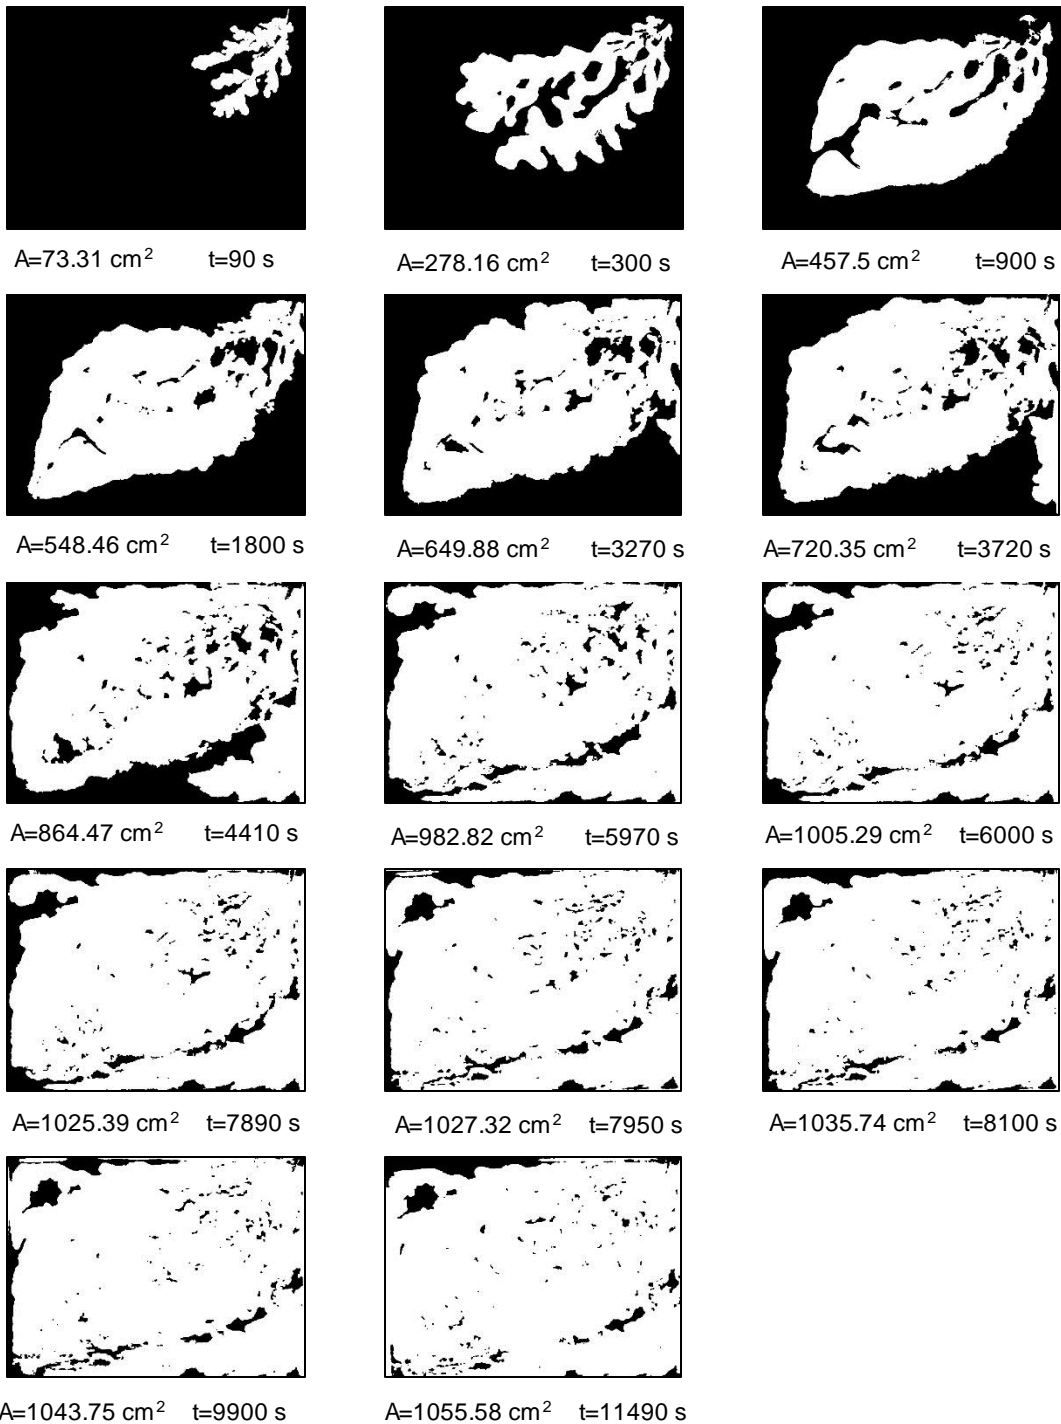 A=73.31 cm² t=90 s
A=278.16 cm² t=300 s
A=457.5 cm² t=900 s
A=548.46 cm² t=1800 s
A=649.88 cm² t=3270 s
A=720.35 cm² t=3720 s
A=864.47 cm² t=4410 s
A=982.82 cm² t=5970 s
A=1005.29 cm² t=6000 s
A=1025.39 cm² t=7890 s
A=1027.32 cm² t=7950 s
A=1035.74 cm² t=8100 s
A=1043.75 cm² t=9900 s
A=1055.58 cm² t=11490 s